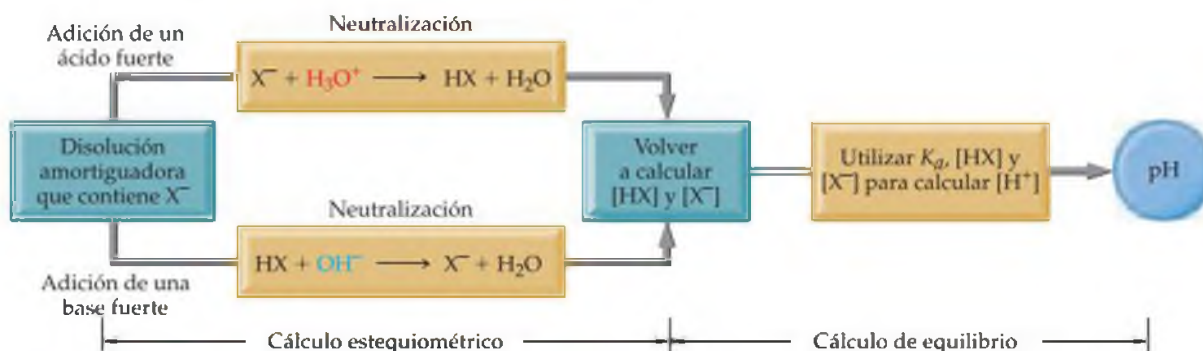 Neutralización
Adición de un
ácido fuerte
X⁻ + H₃O⁺ ⟶ HX + H₂O
Disolución
amortiguadora
que contiene X⁻
Volver
a calcular
[HX] y [X⁻]
Utilizar Kₐ, [HX] y
[X⁻] para calcular [H⁺]
pH
Neutralización
HX + OH⁻ ⟶ X⁻ + H₂O
Adición de una
base fuerte
Cálculo estequiométrico
Cálculo de equilibrio